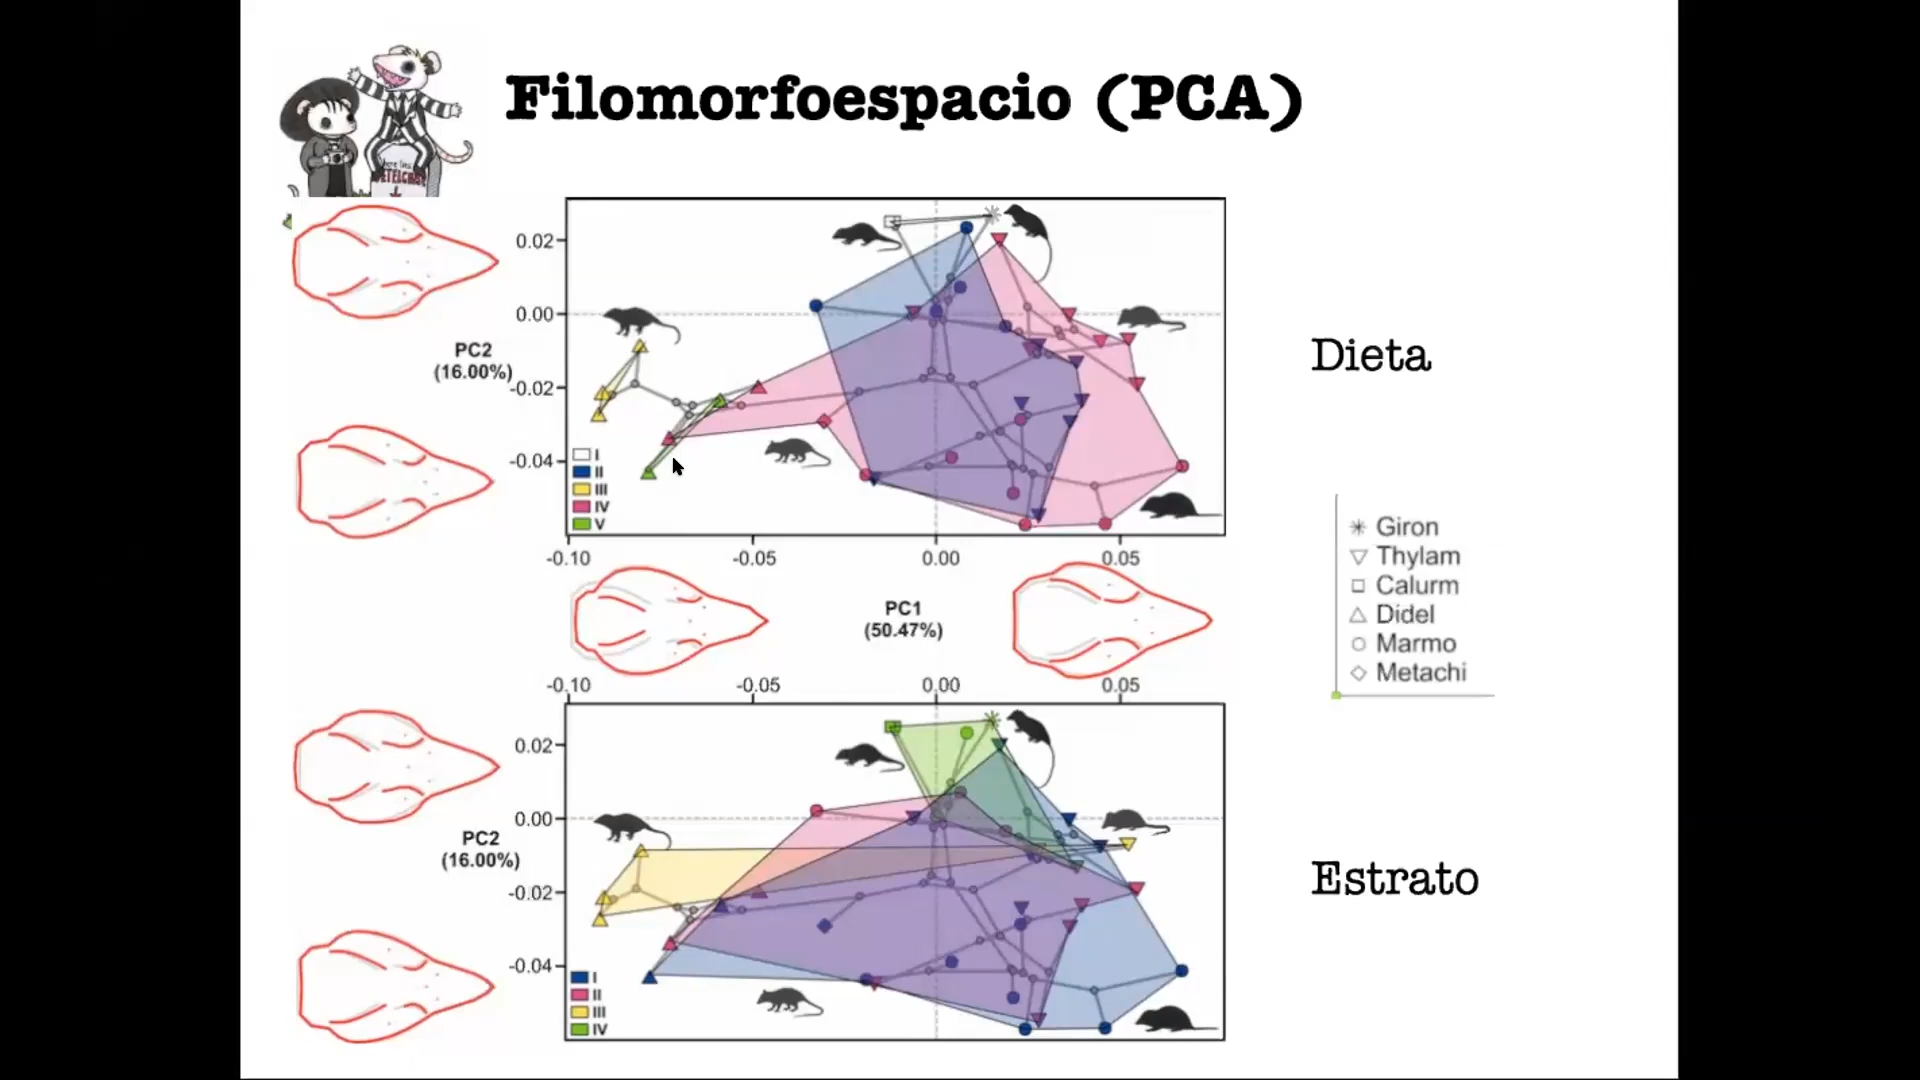 Filomorfoespacio (PCA)
0.02
0.00
-0.02
-0.04
PC2
(16.00%)
I
II
III
IV
V
-0.10 -0.05 0.00 0.05
Dieta
PC1
(50.47%)
Giron
Thylam
Calurm
Didel
Marmo
Metachi
-0.10 -0.05 0.00 0.05
0.02
0.00
-0.02
-0.04
PC2
(16.00%)
I
II
III
IV
Estrato